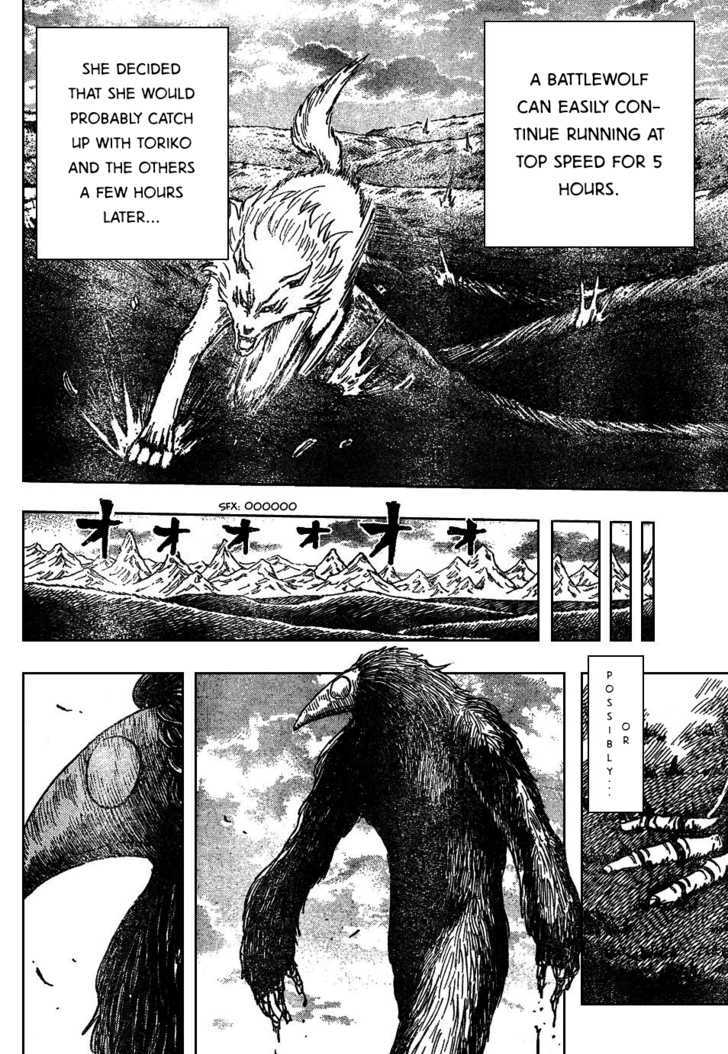 A BATTLEWOLF
CAN EASILY CON-
TINUE RUNNING AT
TOP SPEED FOR 5
HOURS.
SHE DECIDED
THAT SHE WOULD
PROBABLY CATCH
UP WITH TORIKO
AND THE OTHERS
A FEW HOURS
LATER...
SFX: OOOOOO
オ オ オ オ オ オ
OR
POSSIBLY...